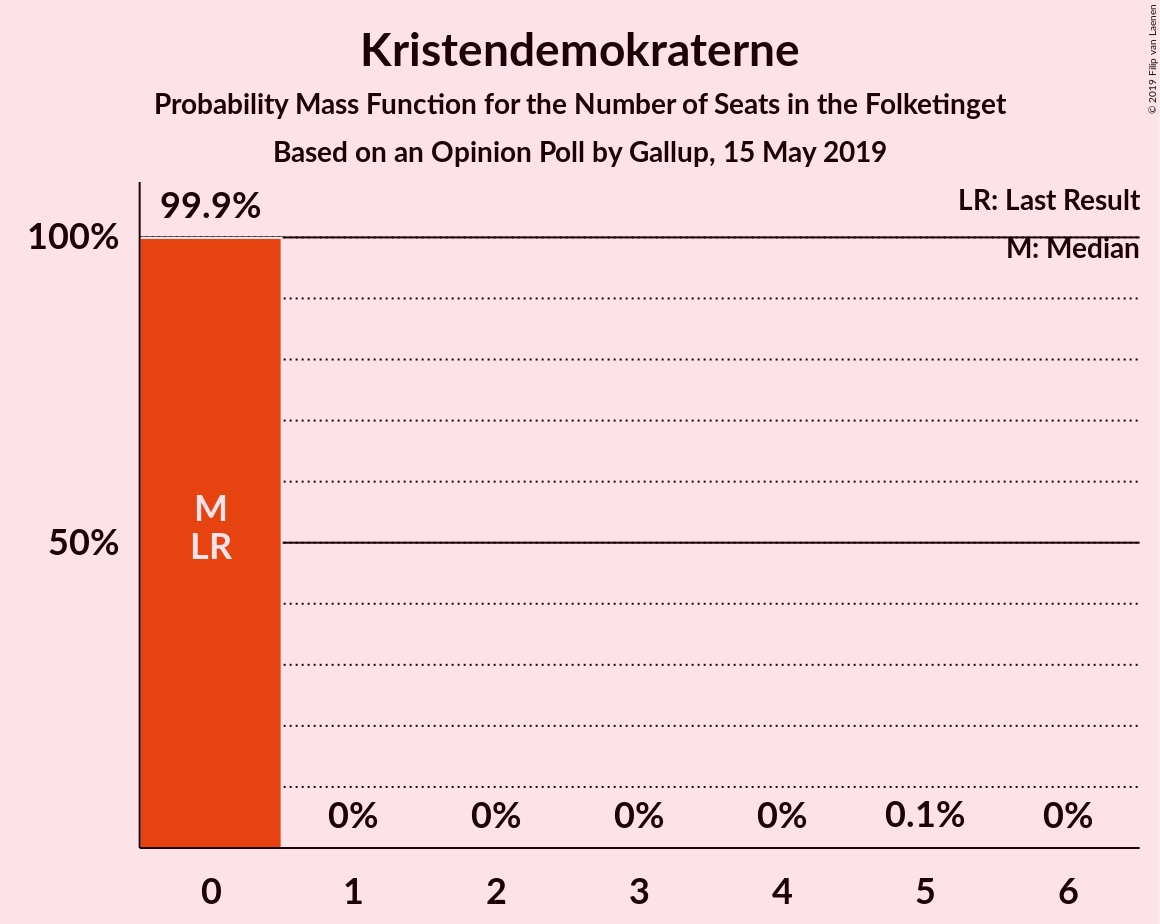 Kristendemokraterne
Probability Mass Function for the Number of Seats in the Folketinget
Based on an Opinion Poll by Gallup, 15 May 2019
© 2019 Filip van Laenen
LR: Last Result
M: Median
99.9%
100%
50%
M
LR
0%
0%
0%
0%
0.1%
0%
0
1
2
3
4
5
6